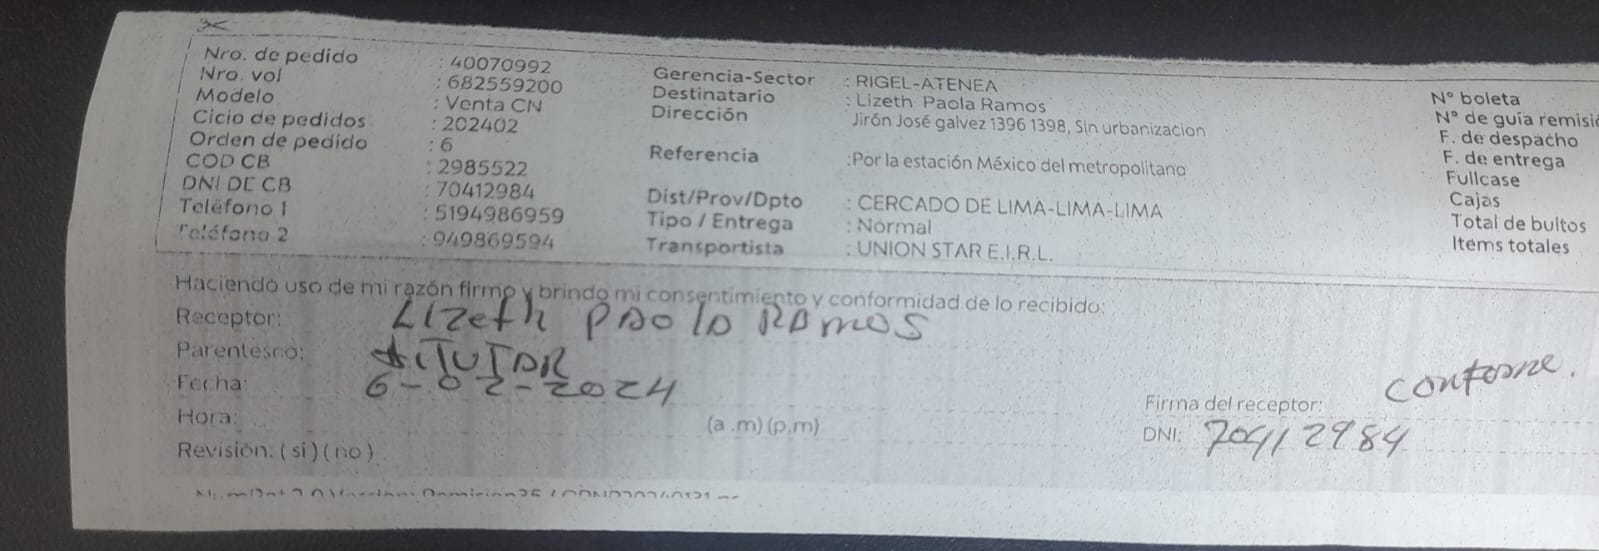 Nro. de pedido : 40070992
Nro. vol : 682559200
Modelo : Venta CN
Ciclo de pedidos : 202402
Orden de pedido : 6
COD CB : 2985522
DNI DE CB : 70412984
Teléfono 1 : 5194986959
Teléfono 2 : 949869594
Gerencia-Sector : RIGEL-ATENEA
Destinatario : Lizeth Paola Ramos
Dirección Jirón José galvez 1396 1398, Sin urbanizacion
Referencia :Por la estación México del metropolitano
Dist/Prov/Dpto : CERCADO DE LIMA-LIMA-LIMA
Tipo / Entrega : Normal
Transportista : UNION STAR E.I.R.L.
N° boleta
N° de guia remisi
F. de despacho
F. de entrega
Fullcase
Cajas
Total de bultos
Items totales
Haciendo uso de mi razón firmo y brindo mi consentimiento y conformidad de lo recibido:
Receptor: Lizeth PAOLA RAMOS
Parentesco:
Fecha: 6-02-2024
Hora: (a.m) (p.m)
Revisión: (si) (no)
conforme.
Firma del receptor:
DNI: 70412984